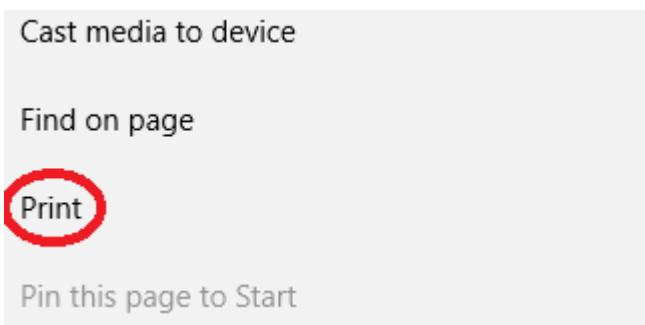 Cast media to device
Find on page
Print
Pin this page to Start